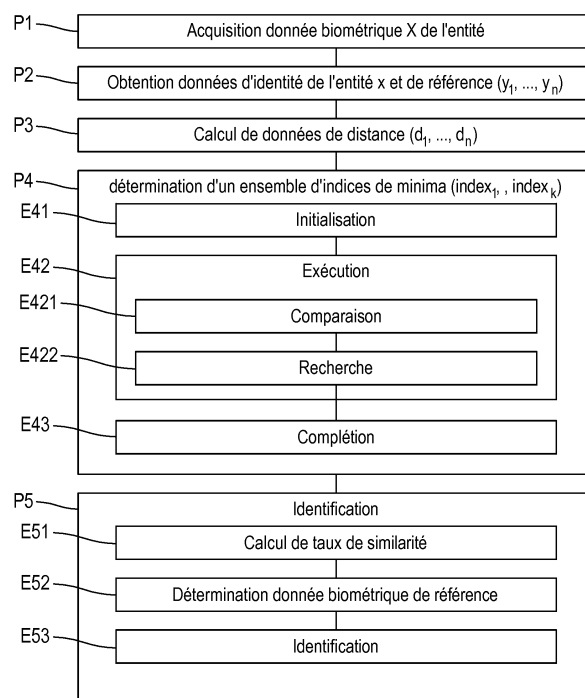 P1 Acquisition donnée biométrique X de l'entité
P2 Obtention données d'identité de l'entité x et de référence (y1, ..., yn)
P3 Calcul de données de distance (d1, ..., dn)
P4 détermination d'un ensemble d'indices de minima (index1, , indexk)
E41 Initialisation
E42 Exécution
E421 Comparaison
E422 Recherche
E43 Complétion
P5 Identification
E51 Calcul de taux de similarité
E52 Détermination donnée biométrique de référence
E53 Identification